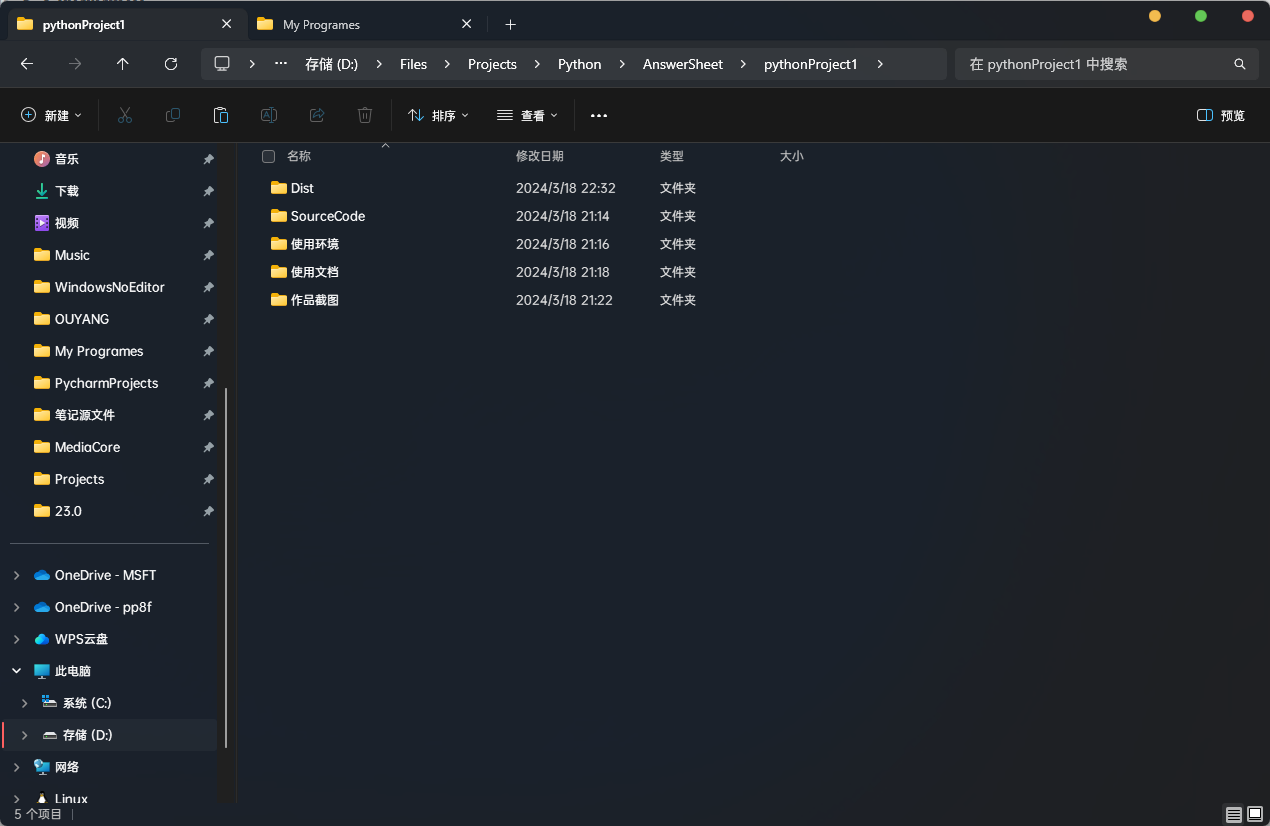 pythonProject1
My Programes
存储 (D:) Files Projects Python AnswerSheet pythonProject1
在 pythonProject1 中搜索
新建 排序 查看 预览
音乐
下载
视频
Music
WindowsNoEditor
OUYANG
My Programes
PycharmProjects
笔记源文件
MediaCore
Projects
23.0
OneDrive - MSFT
OneDrive - pp8f
WPS云盘
此电脑
系统 (C:)
存储 (D:)
网络
Linux
名称 修改日期 类型 大小
Dist 2024/3/18 22:32 文件夹
SourceCode 2024/3/18 21:14 文件夹
使用环境 2024/3/18 21:16 文件夹
使用文档 2024/3/18 21:18 文件夹
作品截图 2024/3/18 21:22 文件夹
5 个项目